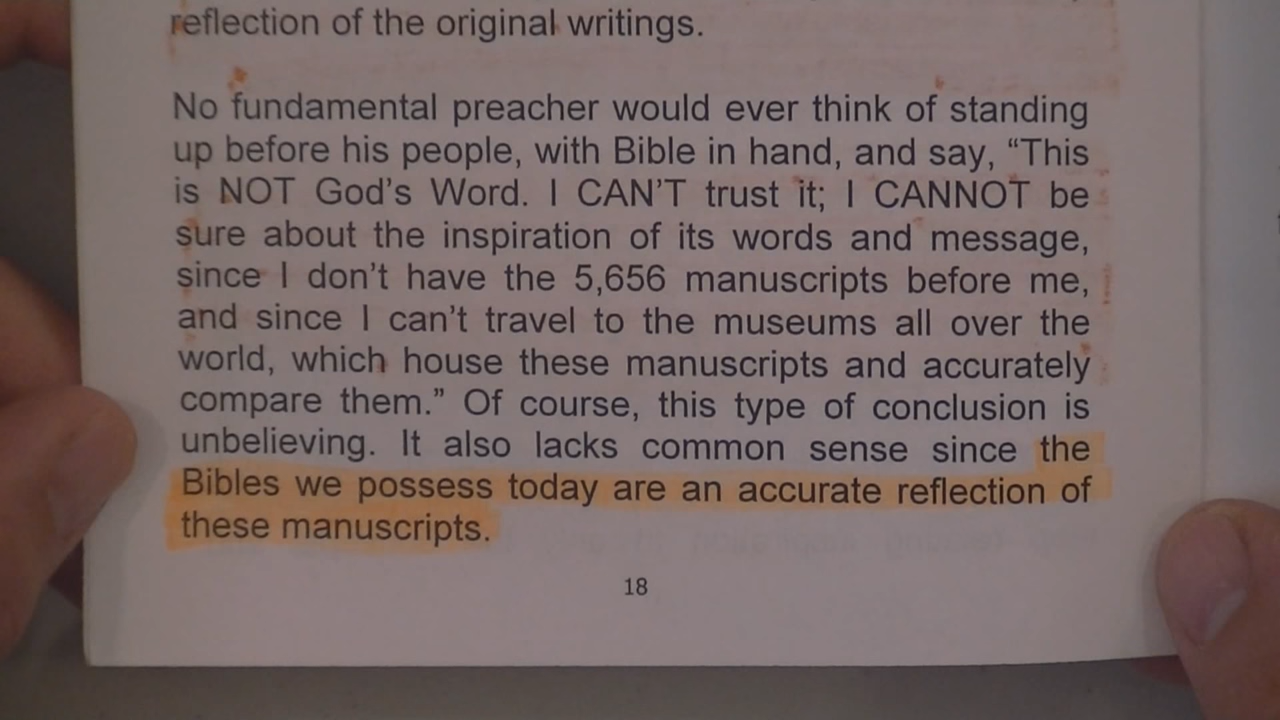 reflection of the original writings.
No fundamental preacher would ever think of standing
up before his people, with Bible in hand, and say, “This
is NOT God’s Word. I CAN’T trust it; I CANNOT be
sure about the inspiration of its words and message,
since I don’t have the 5,656 manuscripts before me,
and since I can’t travel to the museums all over the
world, which house these manuscripts and accurately
compare them.” Of course, this type of conclusion is
unbelieving. It also lacks common sense since the
Bibles we possess today are an accurate reflection of
these manuscripts.
18